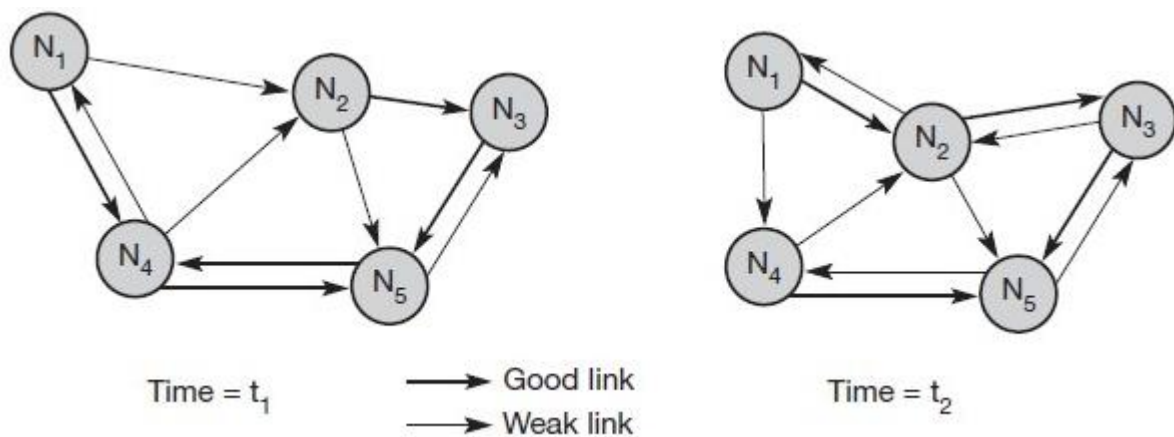 N₁
N₂
N₃
N₄
N₅
N₁
N₂
N₃
N₄
N₅
Time = t₁
Good link
Weak link
Time = t₂